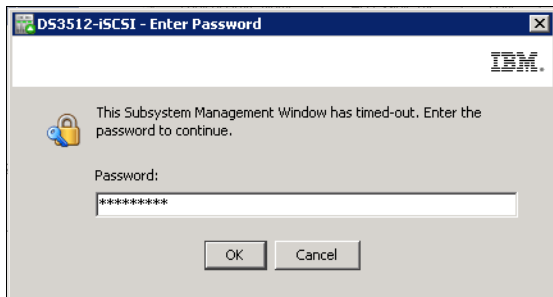 DS3512-iSCSI - Enter Password
IBM.
This Subsystem Management Window has timed-out. Enter the
password to continue.
Password:
*********
OK
Cancel